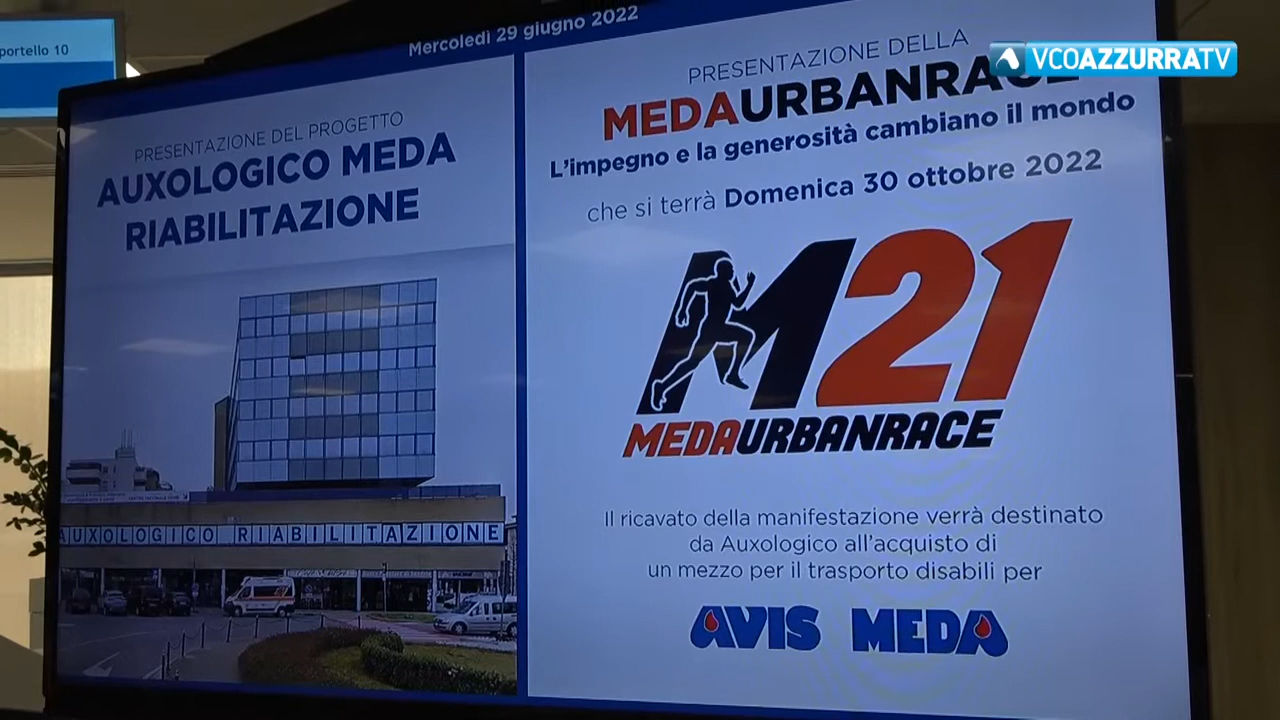 portello 10
Mercoledì 29 giugno 2022
VCOAZZURRATV
PRESENTAZIONE DEL PROGETTO
AUXOLOGICO MEDA
RIABILITAZIONE
AUXOLOGICO RIABILITAZIONE
PRESENTAZIONE DELLA
MEDAURBANRACE
L'impegno e la generosità cambiano il mondo
che si terrà Domenica 30 ottobre 2022
M21
MEDAURBANRACE
Il ricavato della manifestazione verrà destinato
da Auxologico all'acquisto di
un mezzo per il trasporto disabili per
AVIS MEDA